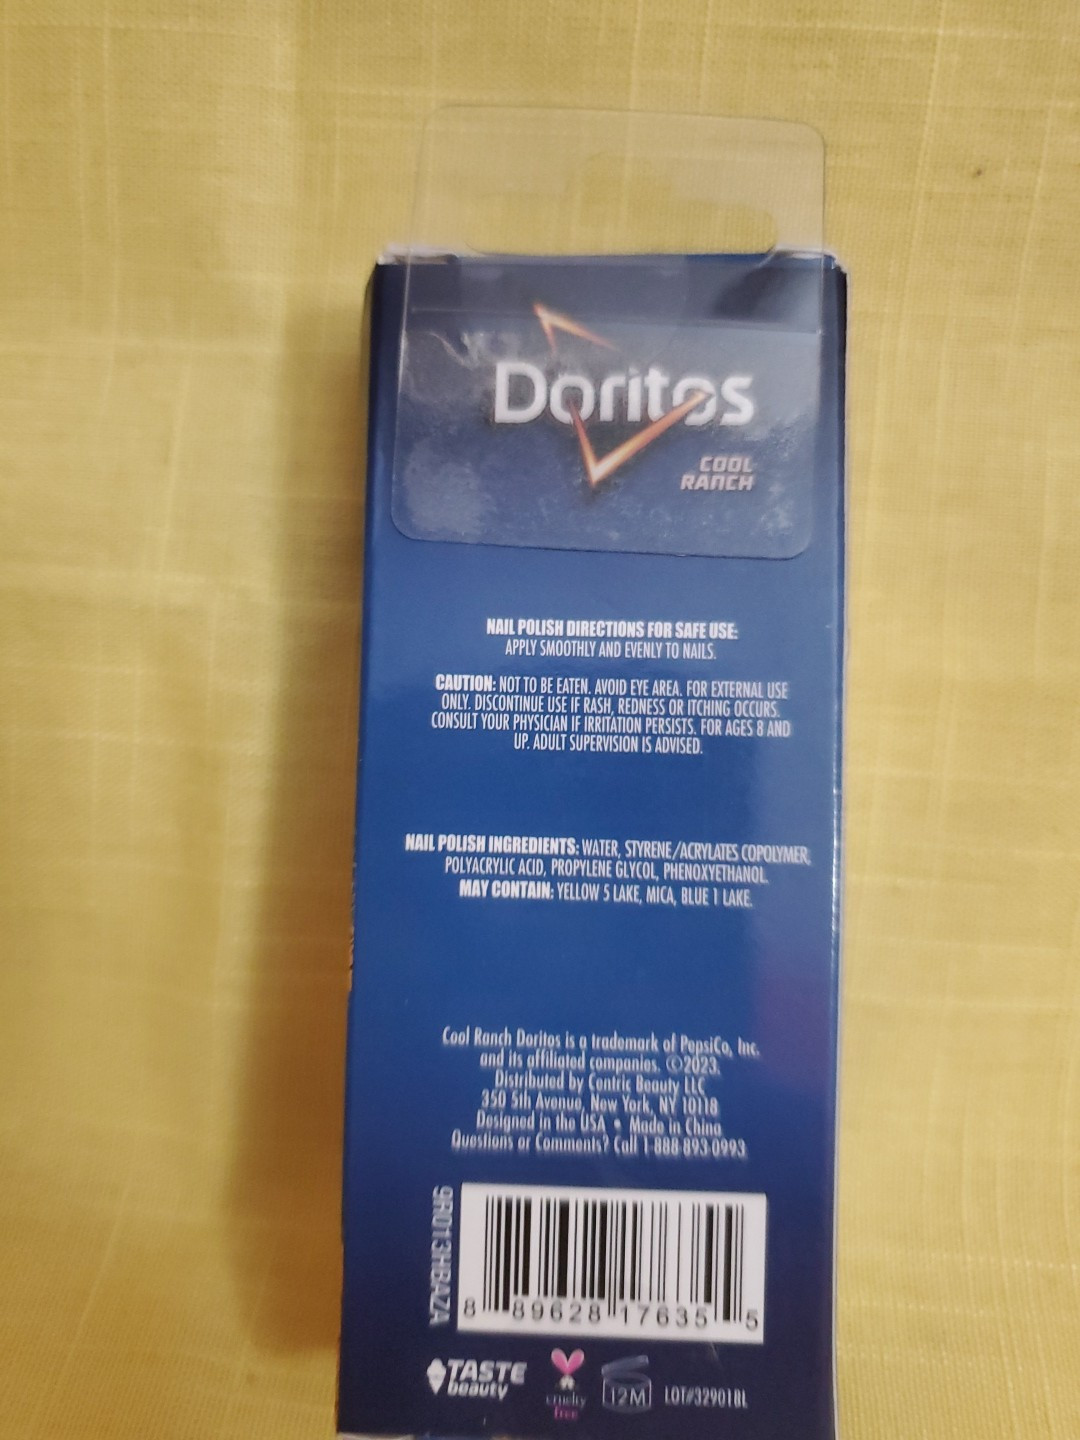 Doritos
COOL
RANCH
NAIL POLISH DIRECTIONS FOR SAFE USE:
APPLY SMOOTHLY AND EVENLY TO NAILS.
CAUTION: NOT TO BE EATEN. AVOID EYE AREA. FOR EXTERNAL USE
ONLY. DISCONTINUE USE IF RASH, REDNESS OR ITCHING OCCURS.
CONSULT YOUR PHYSICIAN IF IRRITATION PERSISTS. FOR AGES 8 AND
UP. ADULT SUPERVISION IS ADVISED.
NAIL POLISH INGREDIENTS: WATER, STYRENE/ACRYLATES COPOLYMER,
POLYACRYLIC ACID, PROPYLENE GLYCOL, PHENOXYETHANOL.
MAY CONTAIN: YELLOW 5 LAKE, MICA, BLUE 1 LAKE.
Cool Ranch Doritos is a trademark of PepsiCo, Inc.
and its affiliated companies. ©2023.
Distributed by Centric Beauty LLC
350 5th Avenue, New York, NY 10118
Designed in the USA • Made in China
Questions or Comments? Call 1-888-893-0993
9R013HBAZA
8 89628 17635 5
TASTE
beauty
cruelty
free
12M
LOT#32901BL